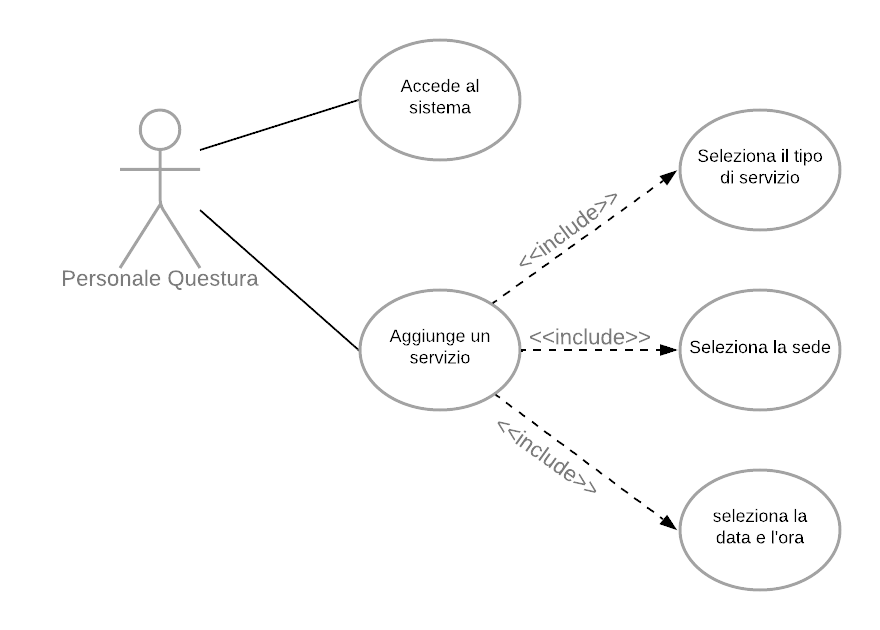 Accede al
sistema
Seleziona il tipo
di servizio
<<include>>
Personale Questura
Aggiunge un
servizio
<<include>>
Seleziona la sede
<<include>>
seleziona la
data e l'ora